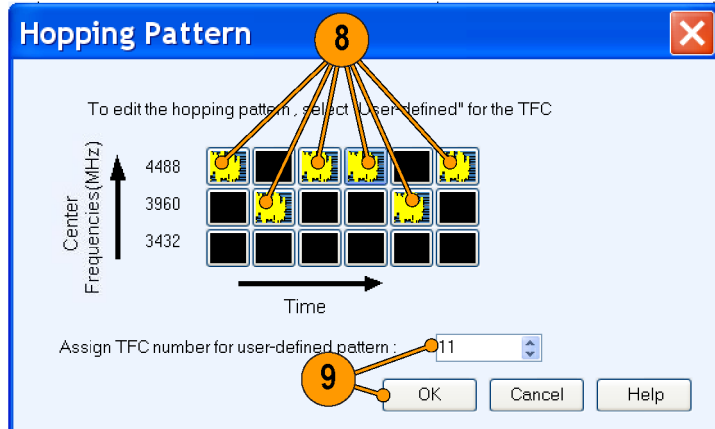 Hopping Pattern
8
To edit the hopping pattern , select "User-defined" for the TFC
Center
Frequencies(MHz)
4488
3960
3432
Time
Assign TFC number for user-defined pattern :
11
9
OK
Cancel
Help